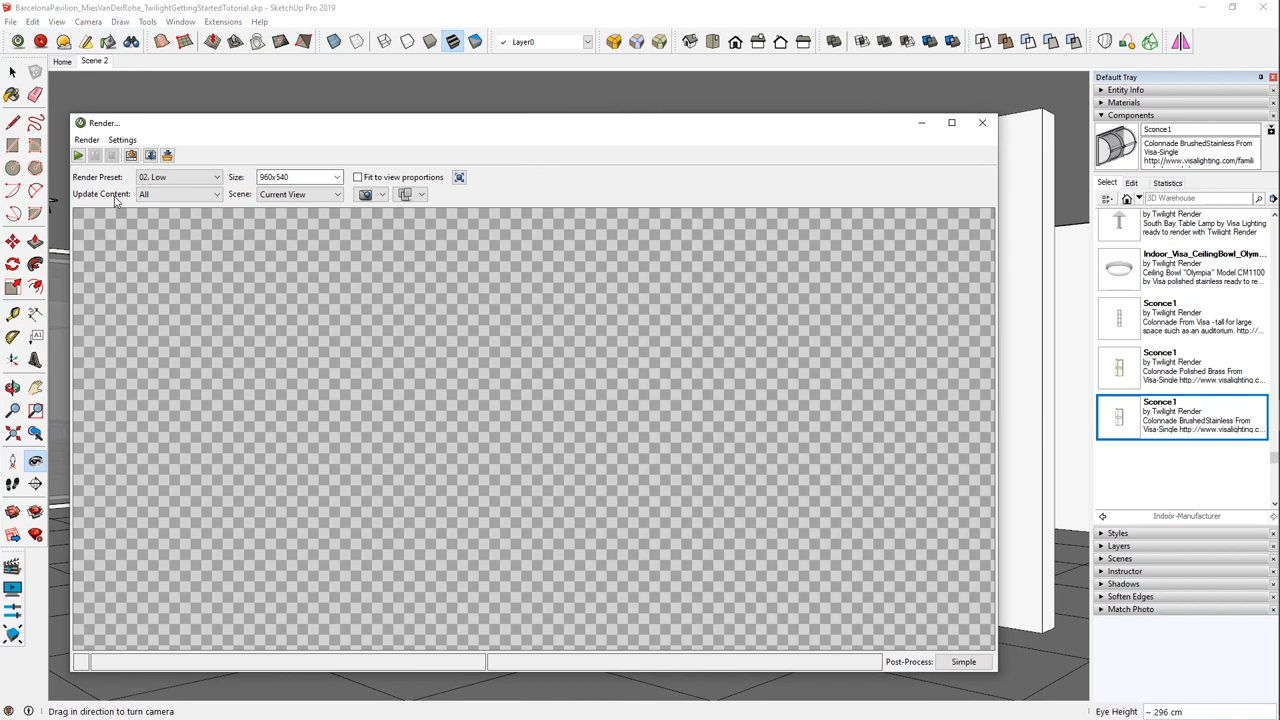 BarcelonaPavilion_MiesVanDerRohe_TwilightGettingStartedTutorial.skp - SketchUp Pro 2019
File Edit View Camera Draw Tools Window Extensions Help
Layer0
Home Scene 2
Render...
Render Settings
Render Preset: 02. Low Size: 960x540 Fit to view proportions
Update Content: All Scene: Current View
Post-Process: Simple
Default Tray
Entity Info
Materials
Components
Sconce1
Colonnade BrushedStainless From
Visa-Single
http://www.visalighting.com/famili
Select Edit Statistics
3D Warehouse
by Twilight Render
South Bay Table Lamp by Visa Lighting
ready to render with Twilight Render
Indoor_Visa_CeilingBowl_Olym...
by Twilight Render
Ceiling Bowl "Olympia" Model CM1100
by Visa polished stainless ready to re...
Sconce1
by Twilight Render
Colonnade From Visa - tall for large
space such as an auditorium. http:/...
Sconce1
by Twilight Render
Colonnade Polished Brass From
Visa-Single http://www.visalighting.c...
Sconce1
by Twilight Render
Colonnade BrushedStainless From
Visa-Single http://www.visalighting.c...
Indoor-Manufacturer
Styles
Layers
Scenes
Instructor
Shadows
Soften Edges
Match Photo
Drag in direction to turn camera
Eye Height ~ 296 cm